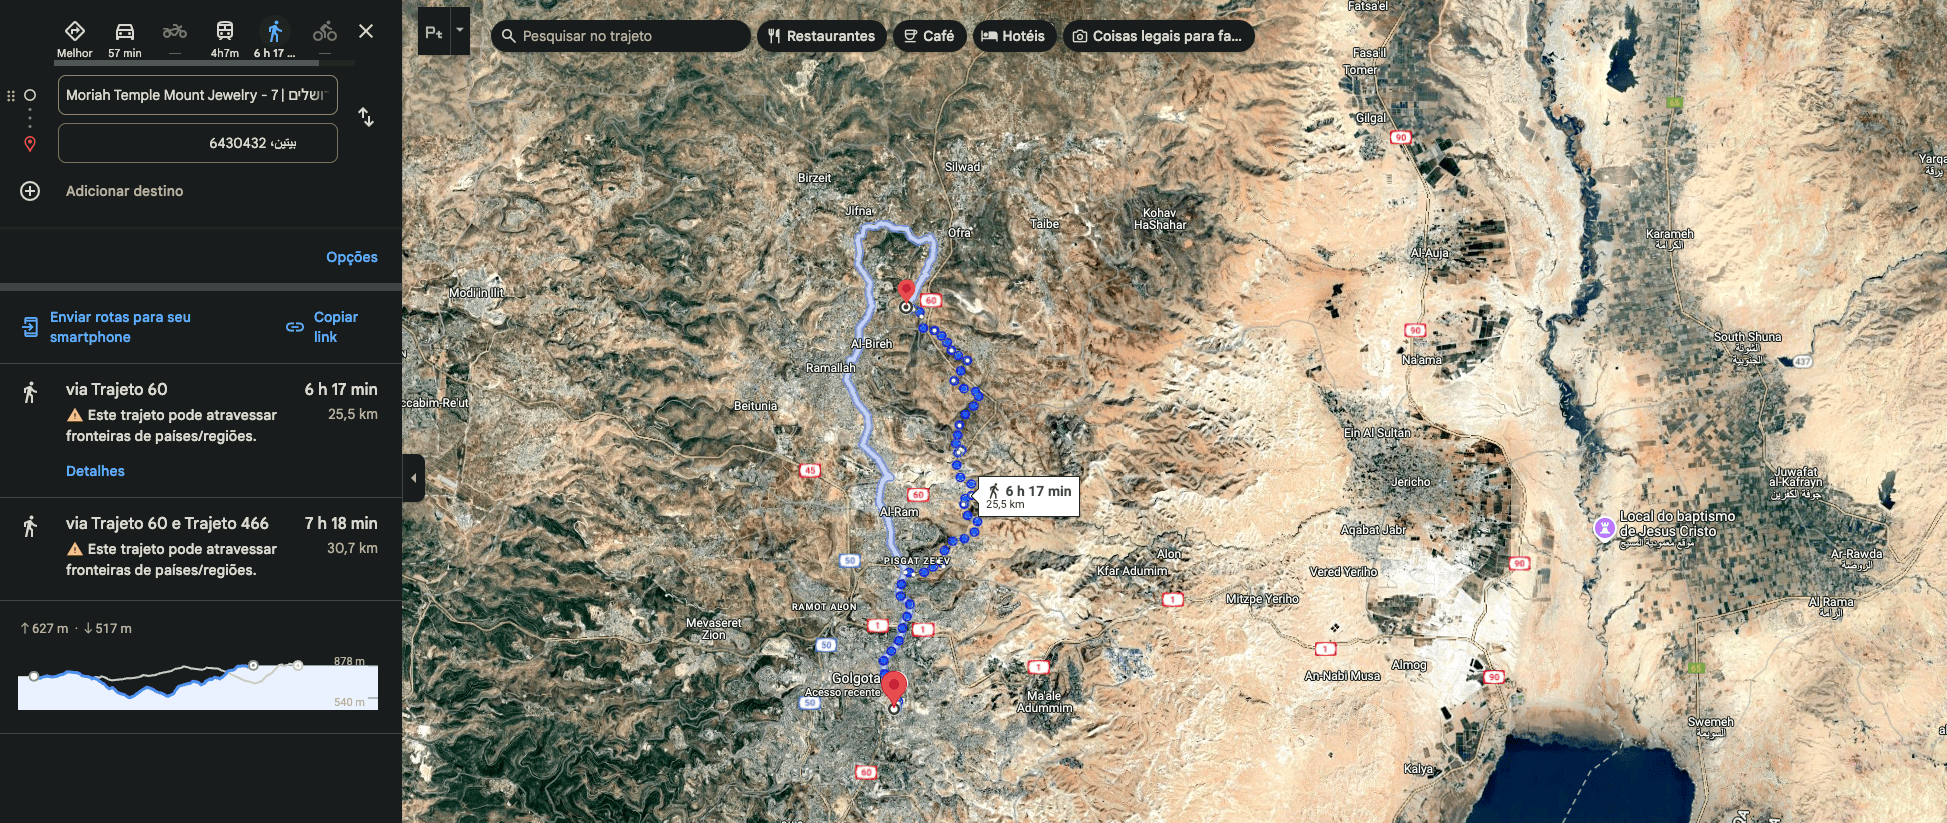 Melhor
57 min
—
4h7m
6 h 17 ...
—
Moriah Temple Mount Jewelry - 7 |
بيتين، 6430432
Adicionar destino
Opções
Enviar rotas para seu
smartphone
Copiar
link
via Trajeto 60
6 h 17 min
Este trajeto pode atravessar
25,5 km
fronteiras de países/regiões.
Detalhes
via Trajeto 60 e Trajeto 466
7 h 18 min
Este trajeto pode atravessar
30,7 km
fronteiras de países/regiões.
627 m · 517 m
878 m
540 m
Pt
Pesquisar no trajeto
Restaurantes
Café
Hotéis
Coisas legais para fa...
Fatsa'el
Fasa'il
Tomer
Gilgal
90
65
Silwad
Birzeit
Jifna
Ofra
Taibe
Kohav
HaShahar
Karameh
الكرامة
Al-Auja
Modi'in Ilit
60
Al-Bireh
Ramallah
90
Na'ama
South Shuna
الشونة
الجنوبية
437
ccabim-Re'ut
Beitunia
Ein Al Sultan
45
60
6 h 17 min
25,5 km
Jericho
Juwafat
al-Kafrayn
جوفة الكفرين
Al-Ram
Aqabat Jabr
Local do baptismo
de Jesus Cristo
موقع معمودية المسيح
50
PISGAT ZE'EV
Alon
Kfar Adumim
Vered Yeriho
90
Ar-Rawda
الروضة
1
Mitzpe Yeriho
RAMOT ALON
Al Rama
الرامة
Mevaseret
Zion
1
1
50
1
1
Almog
An-Nabi Musa
90
65
Golgota
Acesso recente
50
Ma'ale
Adummim
Swemeh
السويمة
60
Kalya